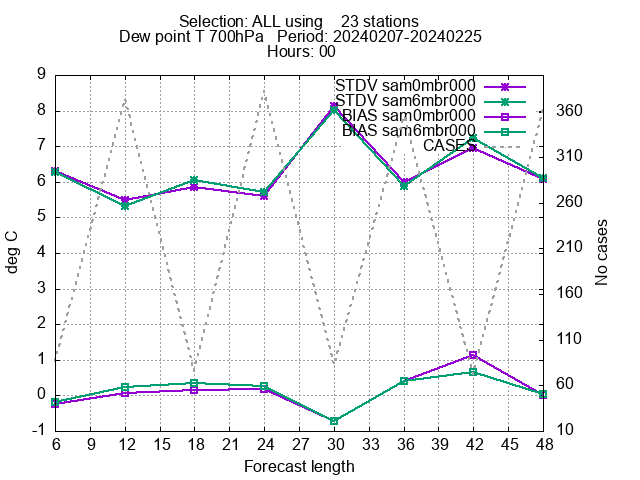 Selection: ALL using    23 stations
Dew point T 700hPa   Period: 20240207-20240225
Hours: 00
STDV sam0mbr000
STDV sam6mbr000
BIAS sam0mbr000
BIAS sam6mbr000
CASES
deg C
9
8
7
6
5
4
3
2
1
0
-1
360
310
260
210
160
110
60
10
No cases
6 9 12 15 18 21 24 27 30 33 36 39 42 45 48
Forecast length